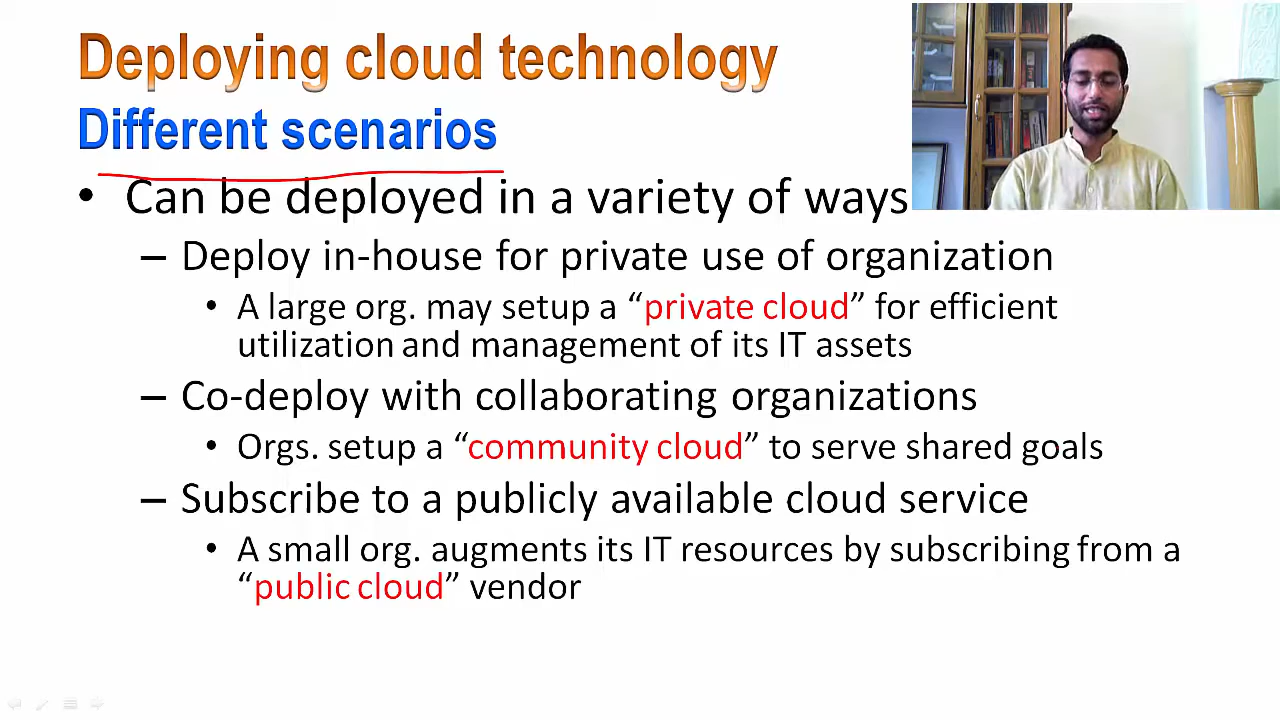 Deploying cloud technology
Different scenarios
• Can be deployed in a variety of ways
– Deploy in-house for private use of organization
• A large org. may setup a “private cloud” for efficient
utilization and management of its IT assets
– Co-deploy with collaborating organizations
• Orgs. setup a “community cloud” to serve shared goals
– Subscribe to a publicly available cloud service
• A small org. augments its IT resources by subscribing from a
“public cloud” vendor